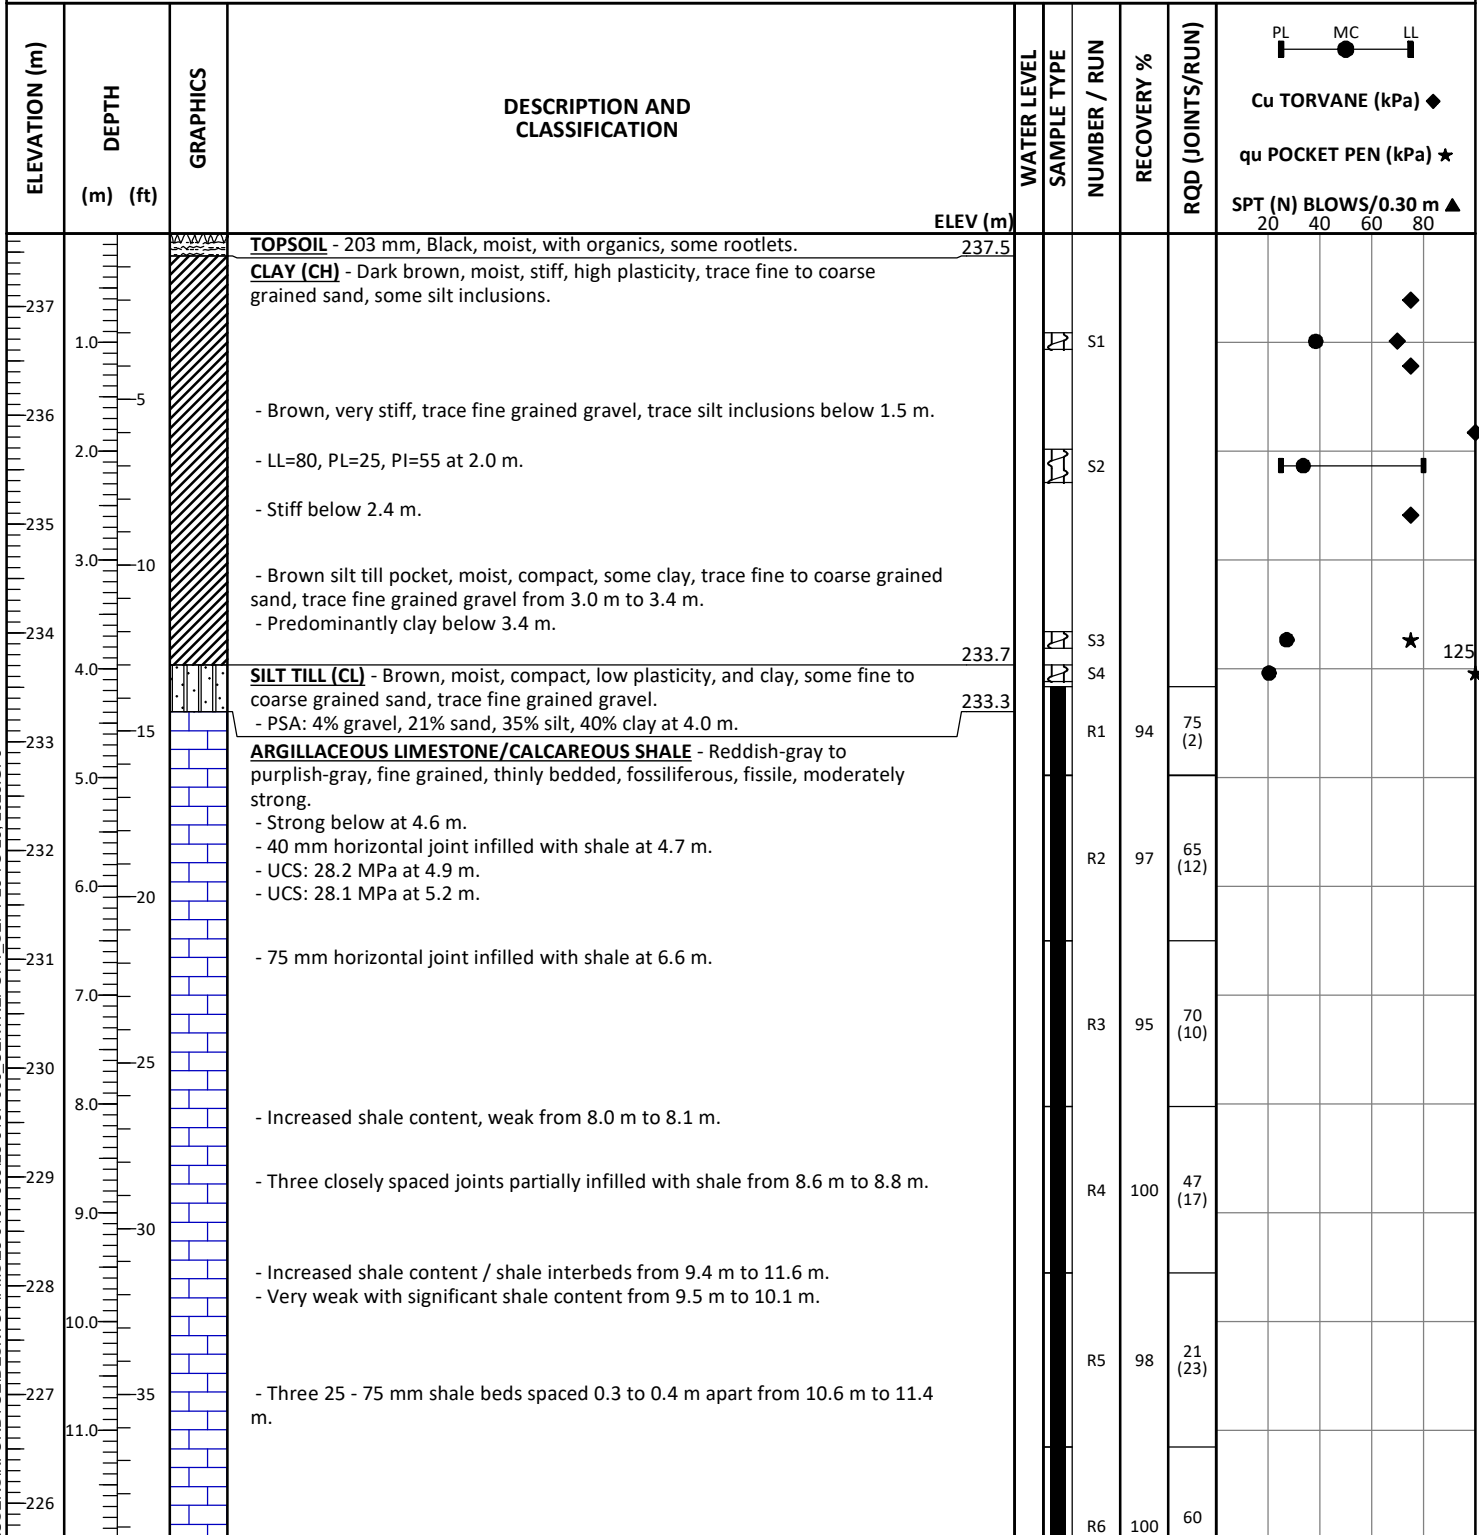 ELEVATION (m)
DEPTH
(m) (ft)
GRAPHICS
DESCRIPTION AND
CLASSIFICATION
ELEV (m)
WATER LEVEL
SAMPLE TYPE
NUMBER / RUN
RECOVERY %
RQD (JOINTS/RUN)
PL MC LL
Cu TORVANE (kPa) ◆
qu POCKET PEN (kPa) ★
SPT (N) BLOWS/0.30 m ▲
20 40 60 80
TOPSOIL - 203 mm, Black, moist, with organics, some rootlets.
237.5
CLAY (CH) - Dark brown, moist, stiff, high plasticity, trace fine to coarse
grained sand, some silt inclusions.
237
1.0
S1
5
236
- Brown, very stiff, trace fine grained gravel, trace silt inclusions below 1.5 m.
2.0
- LL=80, PL=25, PI=55 at 2.0 m.
S2
- Stiff below 2.4 m.
235
3.0
10
- Brown silt till pocket, moist, compact, some clay, trace fine to coarse grained
sand, trace fine grained gravel from 3.0 m to 3.4 m.
- Predominantly clay below 3.4 m.
234
S3
125
233.7
4.0
SILT TILL (CL) - Brown, moist, compact, low plasticity, and clay, some fine to
S4
coarse grained sand, trace fine grained gravel.
233.3
- PSA: 4% gravel, 21% sand, 35% silt, 40% clay at 4.0 m.
15
R1 94 75
(2)
233
ARGILLACEOUS LIMESTONE/CALCAREOUS SHALE - Reddish-gray to
purplish-gray, fine grained, thinly bedded, fossiliferous, fissile, moderately
strong.
5.0
- Strong below at 4.6 m.
- 40 mm horizontal joint infilled with shale at 4.7 m.
232
R2 97 65
(12)
- UCS: 28.2 MPa at 4.9 m.
- UCS: 28.1 MPa at 5.2 m.
6.0
20
- 75 mm horizontal joint infilled with shale at 6.6 m.
231
7.0
R3 95 70
(10)
25
230
8.0
- Increased shale content, weak from 8.0 m to 8.1 m.
- Three closely spaced joints partially infilled with shale from 8.6 m to 8.8 m.
229
R4 100 47
(17)
9.0
30
- Increased shale content / shale interbeds from 9.4 m to 11.6 m.
228
- Very weak with significant shale content from 9.5 m to 10.1 m.
10.0
R5 98 21
(23)
- Three 25 - 75 mm shale beds spaced 0.3 to 0.4 m apart from 10.6 m to 11.4
m.
227
35
11.0
226
R6 100 60